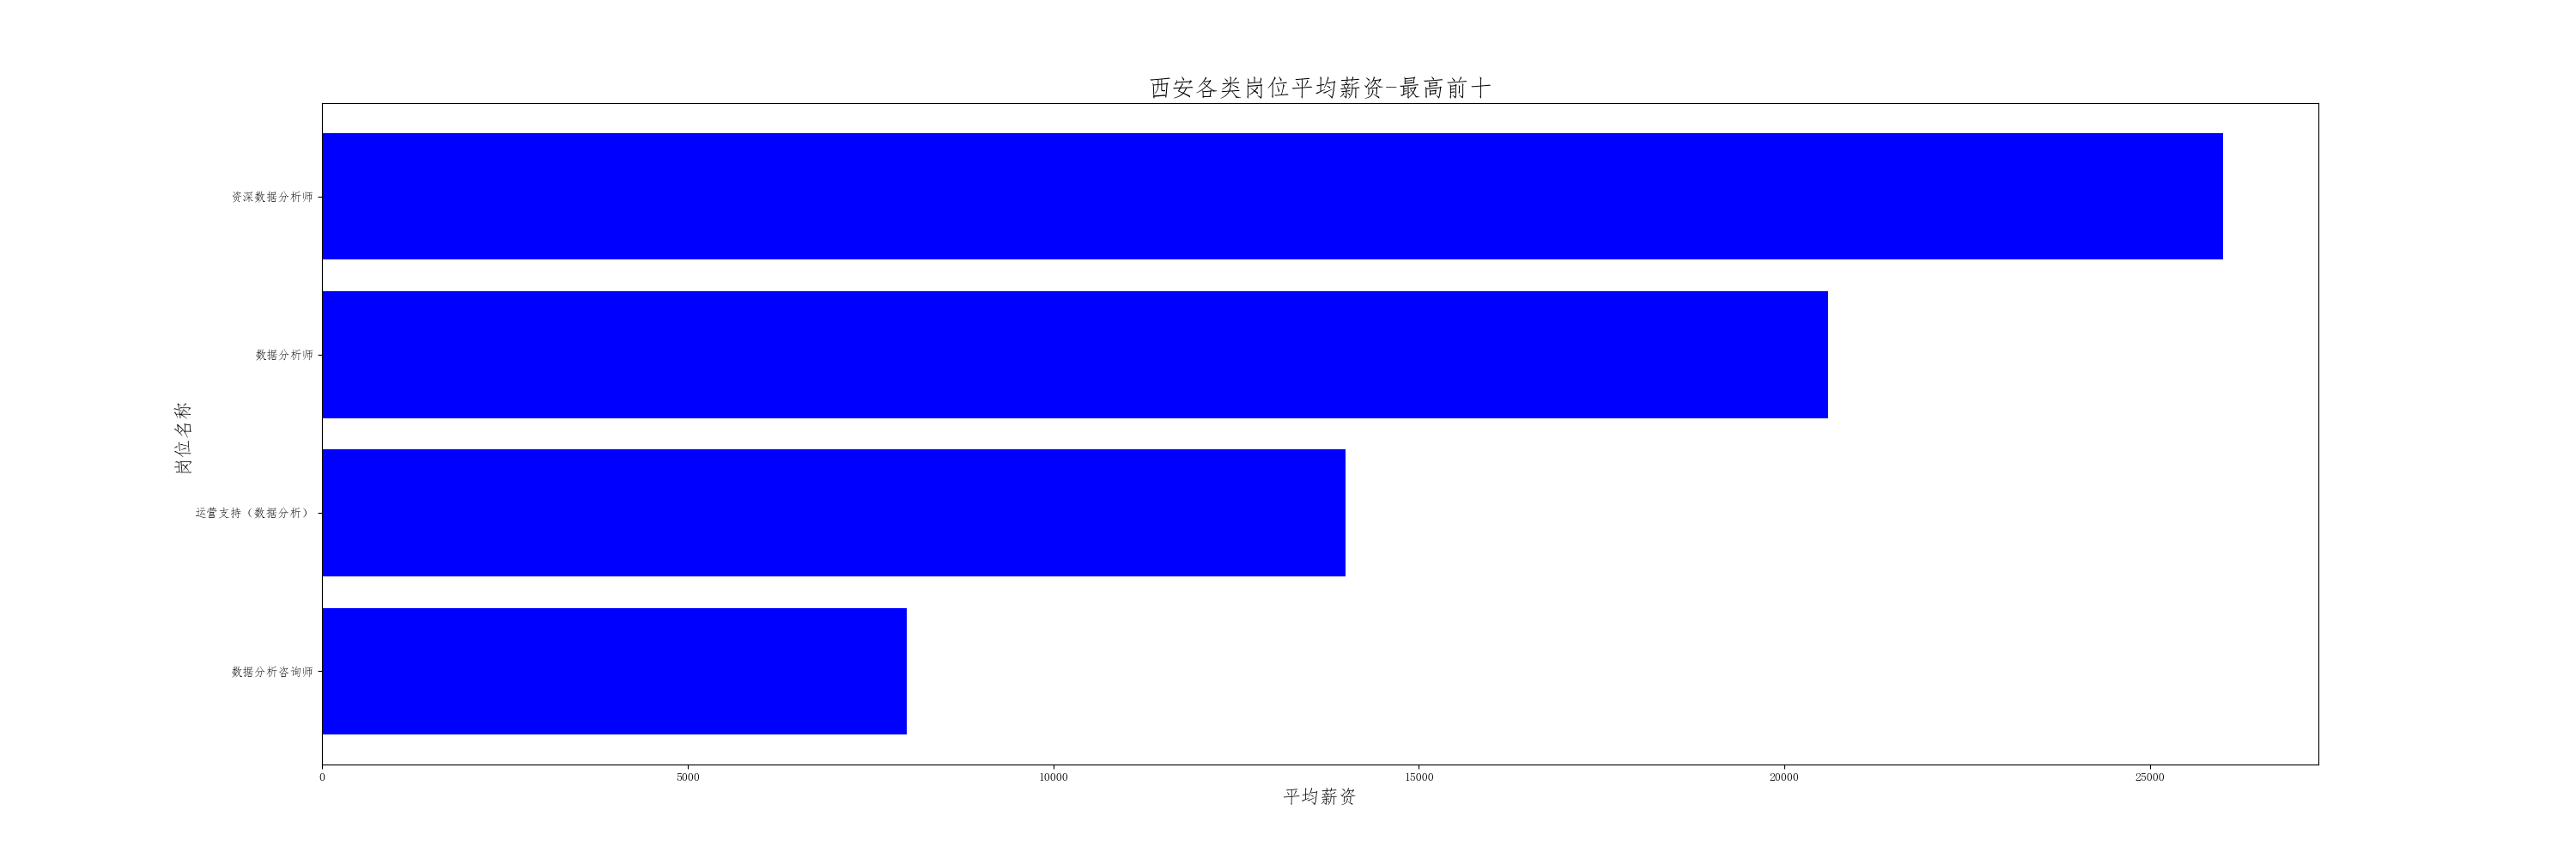 西安各类岗位平均薪资-最高前十
资深数据分析师
数据分析师
岗位名称
运营支持（数据分析）
数据分析咨询师
0 5000 10000 15000 20000 25000
平均薪资